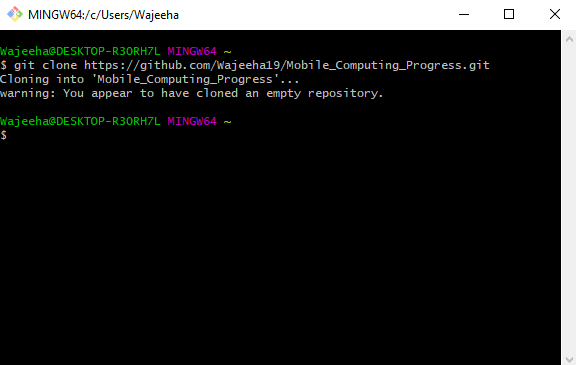 MINGW64:/c/Users/Wajeeha
Wajeeha@DESKTOP-R3ORH7L MINGW64 ~
$ git clone https://github.com/Wajeeha19/Mobile_Computing_Progress.git
Cloning into 'Mobile_Computing_Progress'...
warning: You appear to have cloned an empty repository.
Wajeeha@DESKTOP-R3ORH7L MINGW64 ~
$